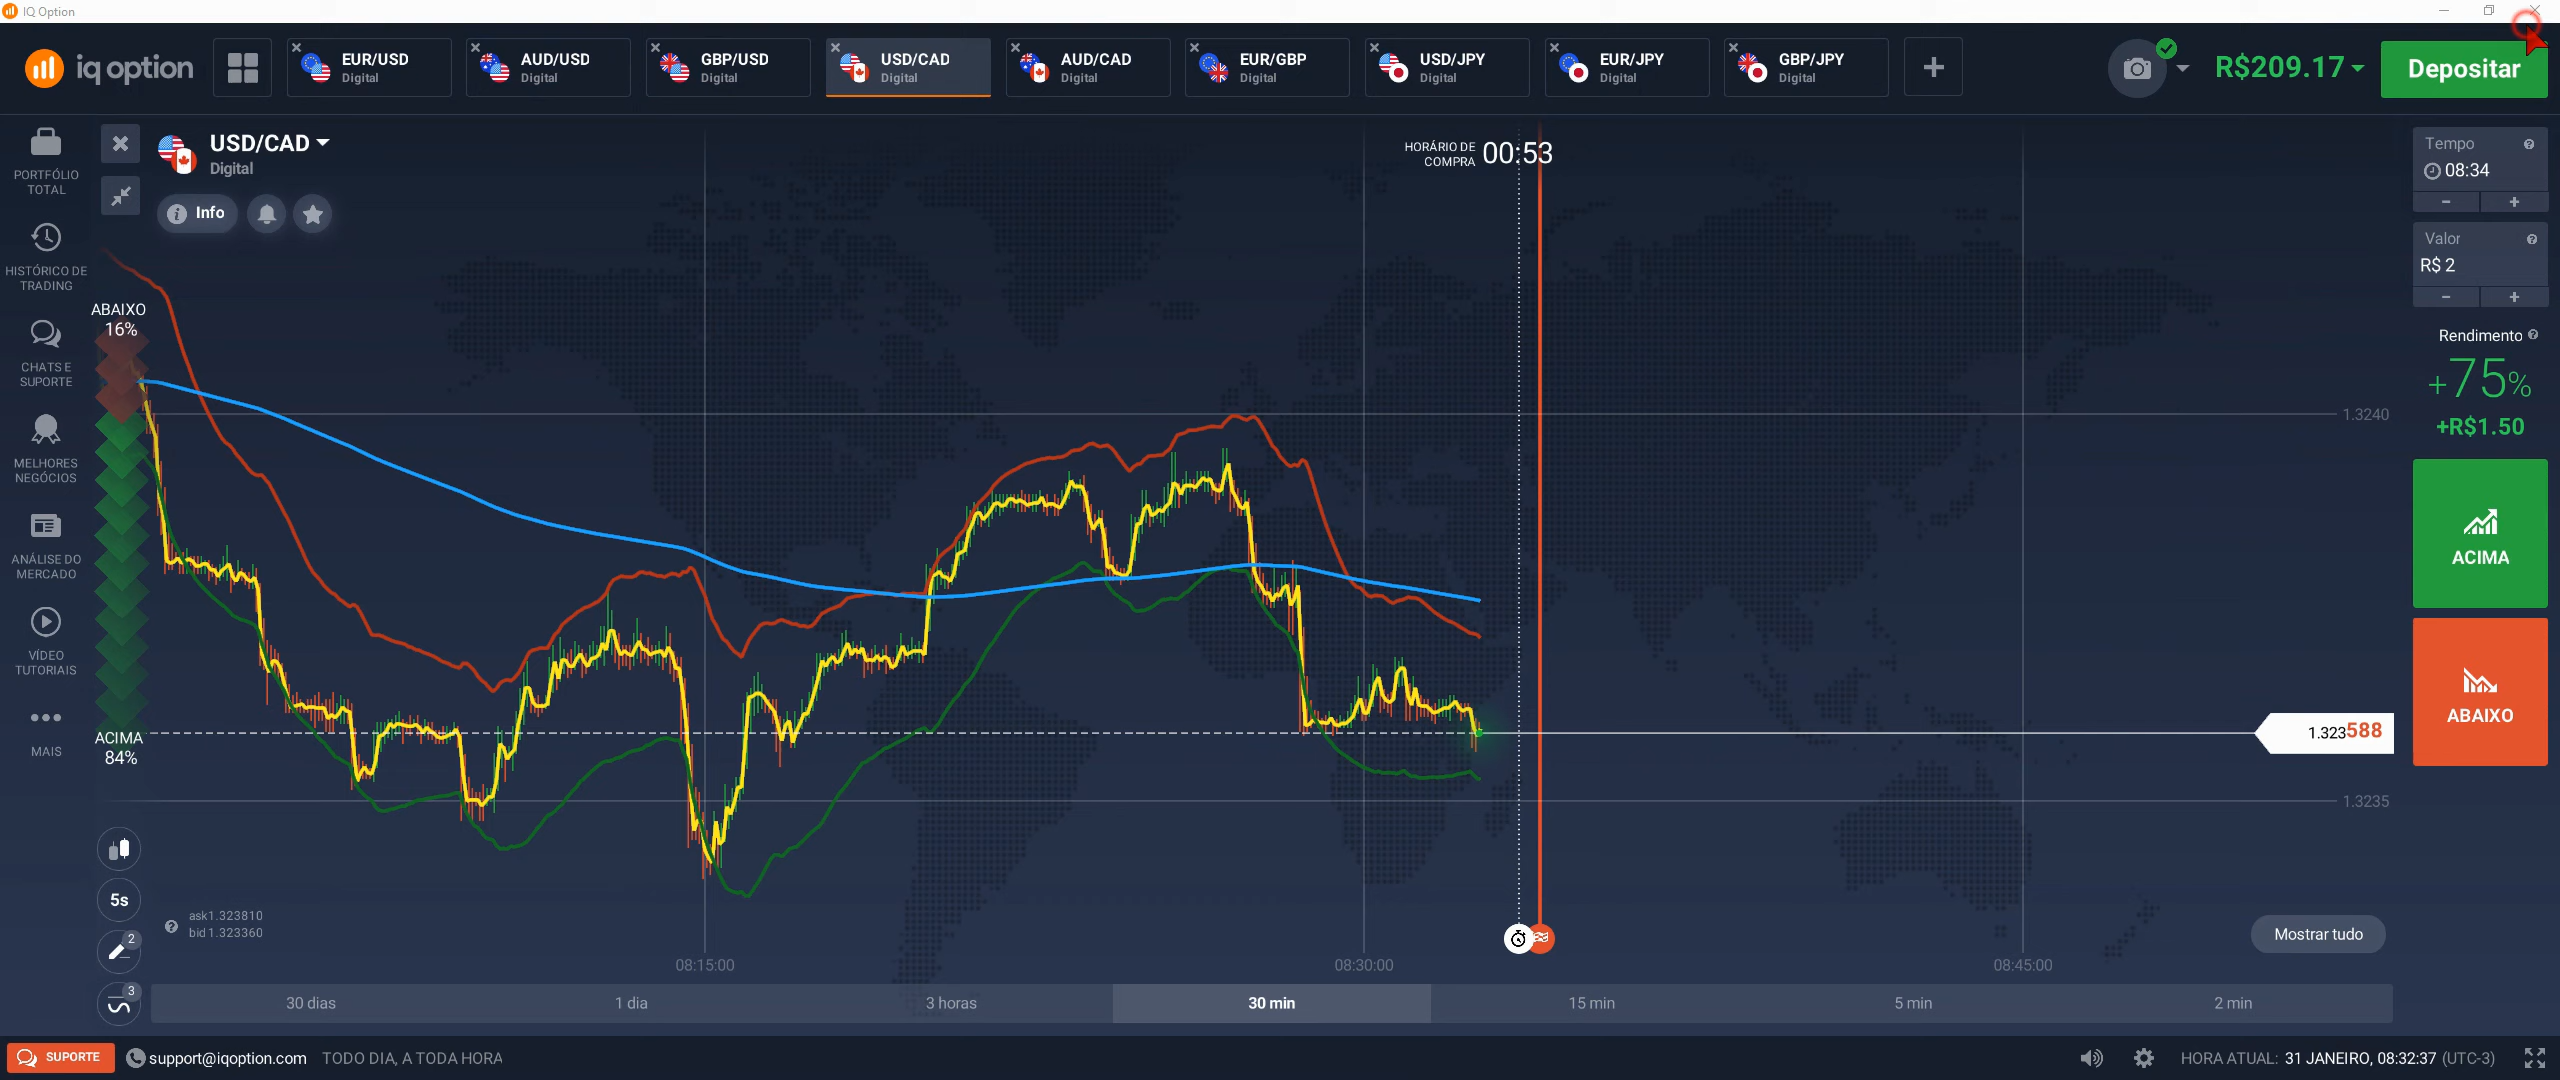 IQ Option
iq option
EUR/USD
Digital
AUD/USD
Digital
GBP/USD
Digital
USD/CAD
Digital
AUD/CAD
Digital
EUR/GBP
Digital
USD/JPY
Digital
EUR/JPY
Digital
GBP/JPY
Digital
R$209.17
Depositar
PORTFÓLIO
TOTAL
HISTÓRICO DE
TRADING
CHATS E
SUPORTE
MELHORES
NEGÓCIOS
ANÁLISE DO
MERCADO
VÍDEO
TUTORIAIS
MAIS
USD/CAD
Digital
Info
HORÁRIO DE
COMPRA
00:53
ABAIXO
16%
ACIMA
84%
5s
2
3
ask 1.323810
bid 1.323360
1.3240
1.323588
1.3235
Mostrar tudo
08:15:00
08:30:00
08:45:00
30 dias
1 dia
3 horas
30 min
15 min
5 min
2 min
Tempo
08:34
- +
Valor
R$ 2
- +
Rendimento
+75%
+R$1.50
ACIMA
ABAIXO
SUPORTE
support@iqoption.com
TODO DIA, A TODA HORA
HORA ATUAL: 31 JANEIRO, 08:32:37 (UTC-3)